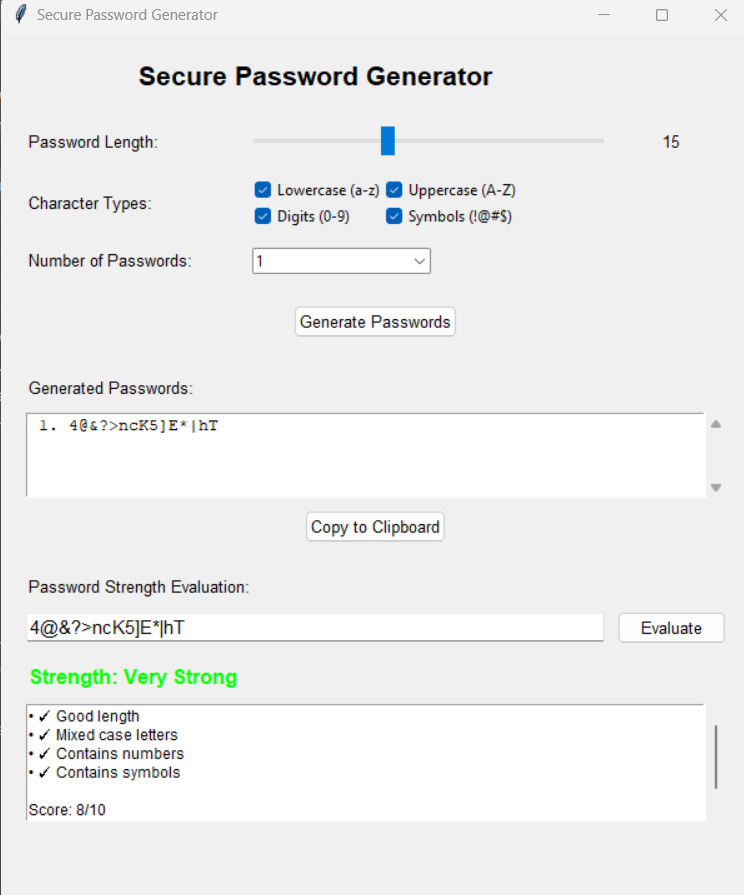 Secure Password Generator
Secure Password Generator
Password Length: 15
Lowercase (a-z) Uppercase (A-Z)
Character Types:
Digits (0-9) Symbols (!@#$)
Number of Passwords: 1
Generate Passwords
Generated Passwords:
1. 4@&?>ncK5]E*|hT
Copy to Clipboard
Password Strength Evaluation:
4@&?>ncK5]E*|hT Evaluate
Strength: Very Strong
• ✓ Good length
• ✓ Mixed case letters
• ✓ Contains numbers
• ✓ Contains symbols
Score: 8/10